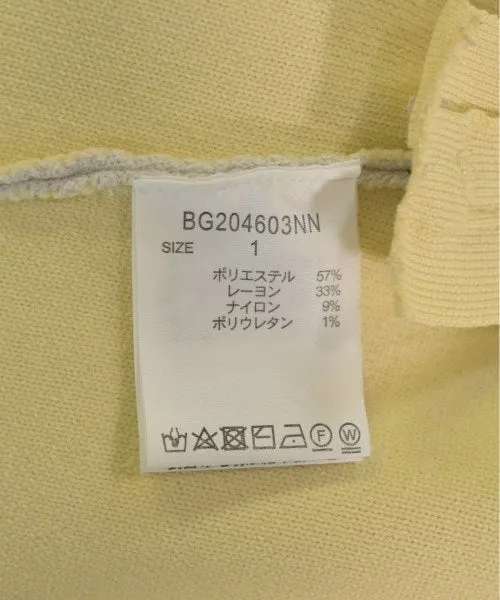 BG204603NN
SIZE 1
ポリエステル 57%
レーヨン 33%
ナイロン 9%
ポリウレタン 1%
F W